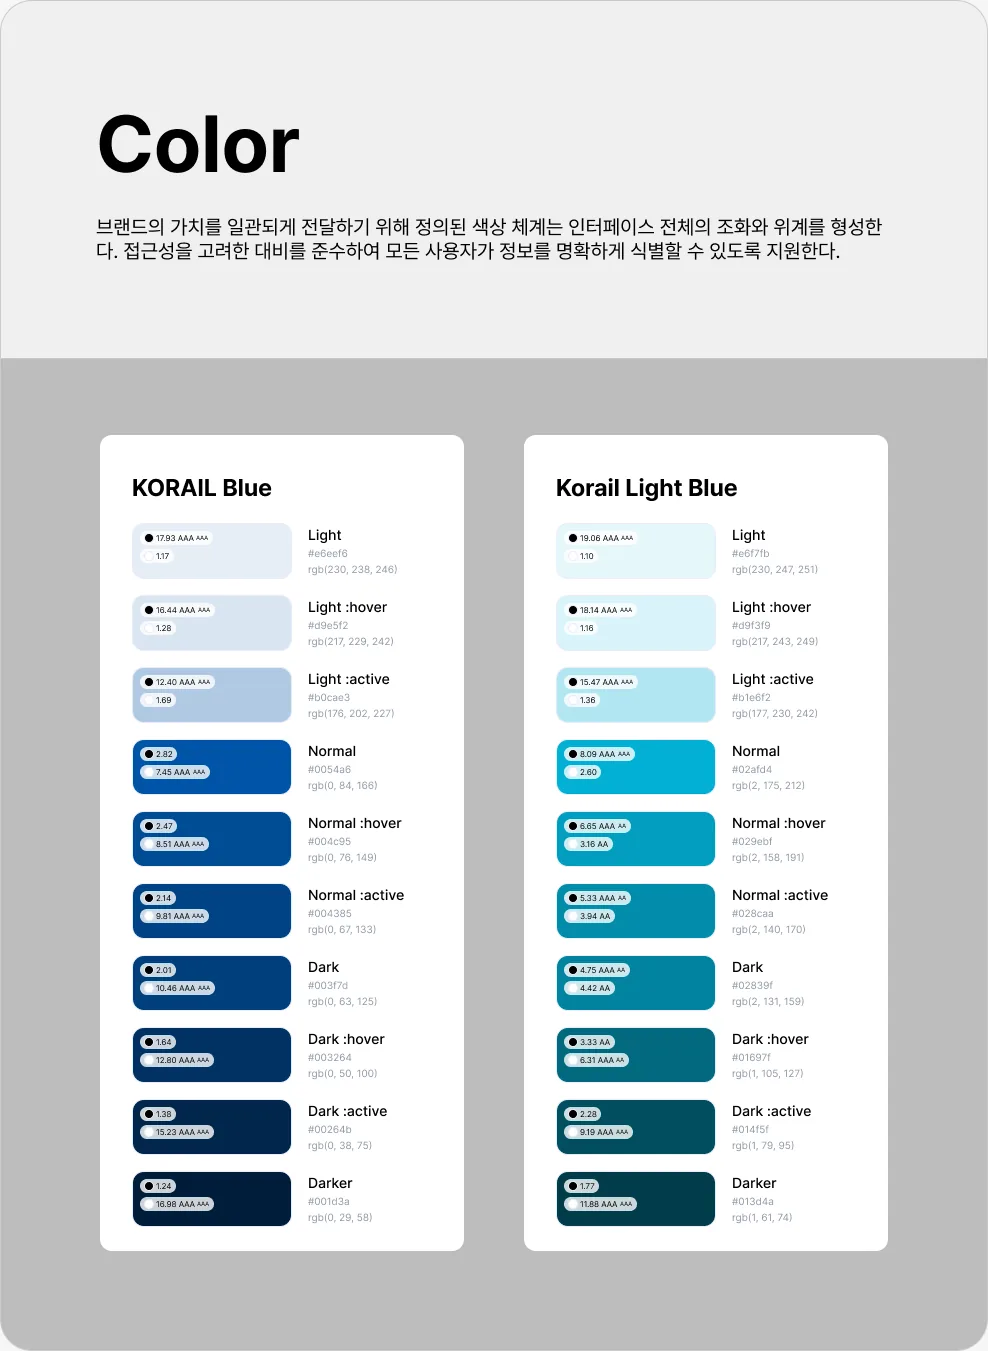 Color
브랜드의 가치를 일관되게 전달하기 위해 정의된 색상 체계는 인터페이스 전체의 조화와 위계를 형성한
다. 접근성을 고려한 대비를 준수하여 모든 사용자가 정보를 명확하게 식별할 수 있도록 지원한다.
KORAIL Blue
17.93 AAA AAA
1.17
Light
#e6eef6
rgb(230, 238, 246)
16.44 AAA AAA
1.28
Light :hover
#d9e5f2
rgb(217, 229, 242)
12.40 AAA AAA
1.69
Light :active
#b0cae3
rgb(176, 202, 227)
2.82
7.45 AAA AAA
Normal
#0054a6
rgb(0, 84, 166)
2.47
8.51 AAA AAA
Normal :hover
#004c95
rgb(0, 76, 149)
2.14
9.81 AAA AAA
Normal :active
#004385
rgb(0, 67, 133)
2.01
10.46 AAA AAA
Dark
#003f7d
rgb(0, 63, 125)
1.64
12.80 AAA AAA
Dark :hover
#003264
rgb(0, 50, 100)
1.38
15.23 AAA AAA
Dark :active
#00264b
rgb(0, 38, 75)
1.24
16.98 AAA AAA
Darker
#001d3a
rgb(0, 29, 58)
Korail Light Blue
19.06 AAA AAA
1.10
Light
#e6f7fb
rgb(230, 247, 251)
18.14 AAA AAA
1.16
Light :hover
#d9f3f9
rgb(217, 243, 249)
15.47 AAA AAA
1.36
Light :active
#b1e6f2
rgb(177, 230, 242)
8.09 AAA AAA
2.60
Normal
#02afd4
rgb(2, 175, 212)
6.65 AAA AA
3.16 AA
Normal :hover
#029ebf
rgb(2, 158, 191)
5.33 AAA AA
3.94 AA
Normal :active
#028caa
rgb(2, 140, 170)
4.75 AAA AA
4.42 AA
Dark
#02839f
rgb(2, 131, 159)
3.33 AA
6.31 AAA AA
Dark :hover
#01697f
rgb(1, 105, 127)
2.28
9.19 AAA AAA
Dark :active
#014f5f
rgb(1, 79, 95)
1.77
11.88 AAA AAA
Darker
#013d4a
rgb(1, 61, 74)